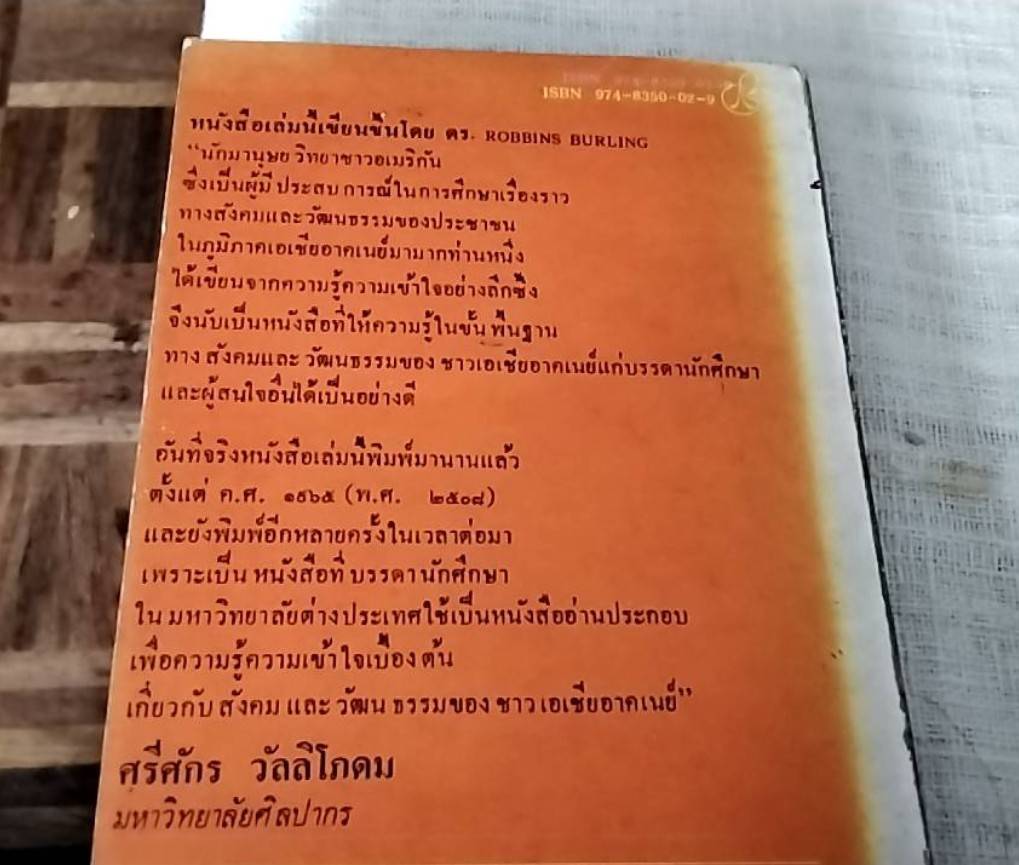 ISBN 974-8350-02-9
หนังสือเล่มนี้เขียนขึ้นโดย ดร. ROBBINS BURLING
"นักมานุษย วิทยาชาวอเมริกัน
ซึ่งเป็นผู้มี ประสบ การณ์ในการศึกษาเรื่องราว
ทางสังคมและวัฒนธรรมของประชาชน
ในภูมิภาคเอเชียอาคเนย์มามากท่านหนึ่ง
ได้เขียนจากความรู้ความเข้าใจอย่างลึกซึ้ง
จึงนับเป็นหนังสือที่ให้ความรู้ในขั้น พื้นฐาน
ทาง สังคมและ วัฒนธรรมของ ชาวเอเชียอาคเนย์แก่บรรดานักศึกษา
และผู้สนใจอื่นได้เป็นอย่างดี
อันที่จริงหนังสือเล่มนี้พิมพ์มานานแล้ว
ตั้งแต่ ค.ศ. ๑๙๖๕ (พ.ศ. ๒๕๐๘)
และยังพิมพ์อีกหลายครั้งในเวลาต่อมา
เพราะเป็น หนังสือที่ บรรดานักศึกษา
ใน มหาวิทยาลัยต่างประเทศใช้เป็นหนังสืออ่านประกอบ
เพื่อความรู้ความเข้าใจเบื้องต้น
เกี่ยวกับ สังคม และ วัฒน ธรรมของ ชาว เอเชียอาคเนย์"
ศรีศักร วัลลิโภดม
มหาวิทยาลัยศิลปากร